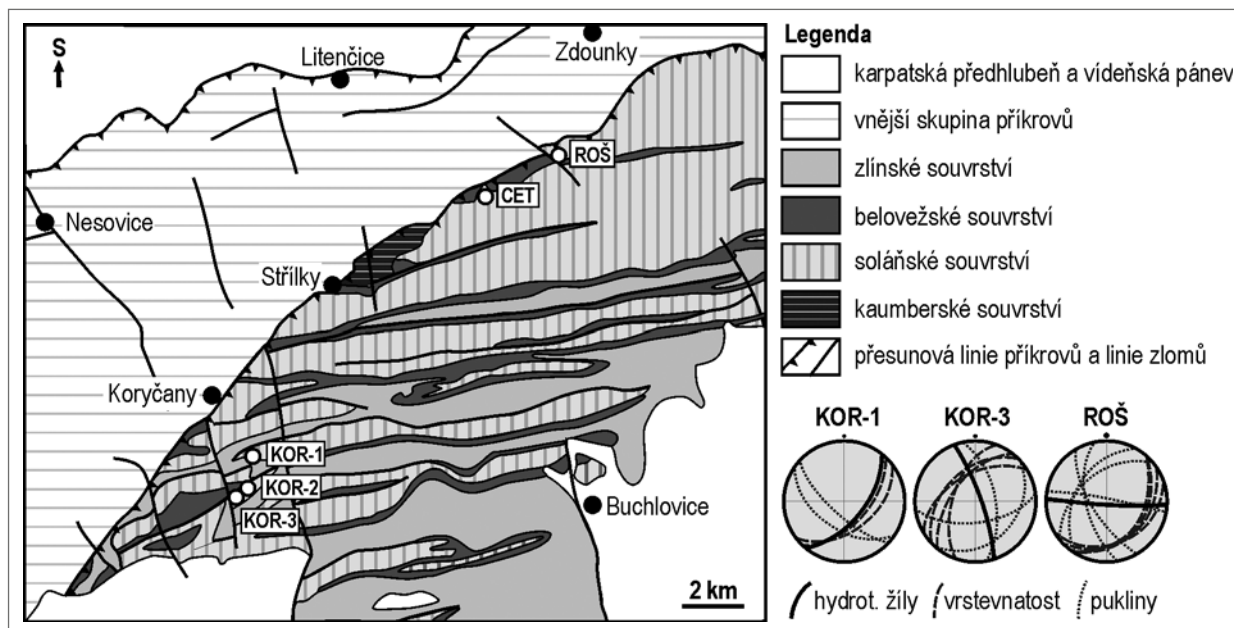 S
Litenčice
Zdounky
ROŠ
CET
Nesovice
Střílky
Koryčany
KOR-1
KOR-2
KOR-3
Buchlovice
2 km
Legenda
karpatská předhlubeň a vídeňská pánev
vnější skupina příkrovů
zlínské souvrství
belovežské souvrství
soláňské souvrství
kaumberské souvrství
přesunová linie příkrovů a linie zlomů
KOR-1 KOR-3 ROŠ
hydrot. žíly vrstevnatost pukliny